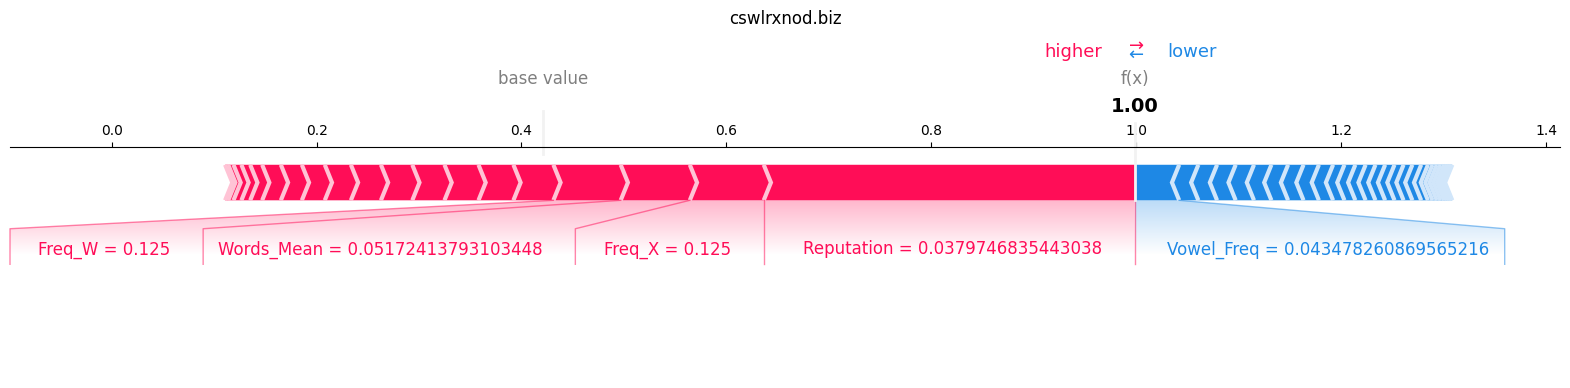 cswlrxnod.biz
higher ⇄ lower
base value f(x)
1.00
0.0 0.2 0.4 0.6 0.8 1.0 1.2 1.4
Freq_W = 0.125 Words_Mean = 0.05172413793103448 Freq_X = 0.125 Reputation = 0.0379746835443038 Vowel_Freq = 0.043478260869565216